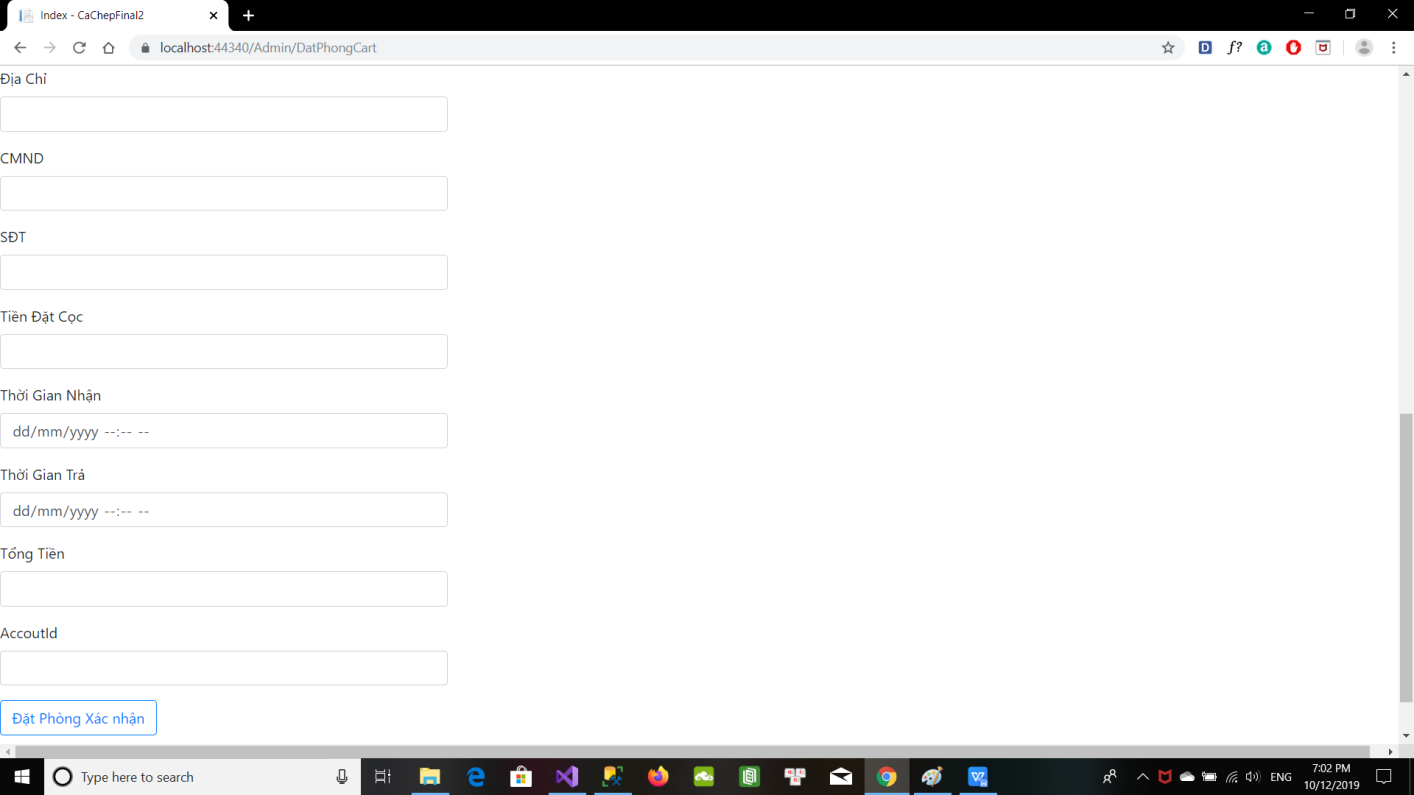 Index - CaChepFinal2
localhost:44340/Admin/DatPhongCart
Địa Chỉ
CMND
SĐT
Tiền Đặt Cọc
Thời Gian Nhận
dd/mm/yyyy --:-- --
Thời Gian Trả
dd/mm/yyyy --:-- --
Tổng Tiền
AccoutId
Đặt Phòng Xác nhận
Type here to search
ENG
7:02 PM
10/12/2019